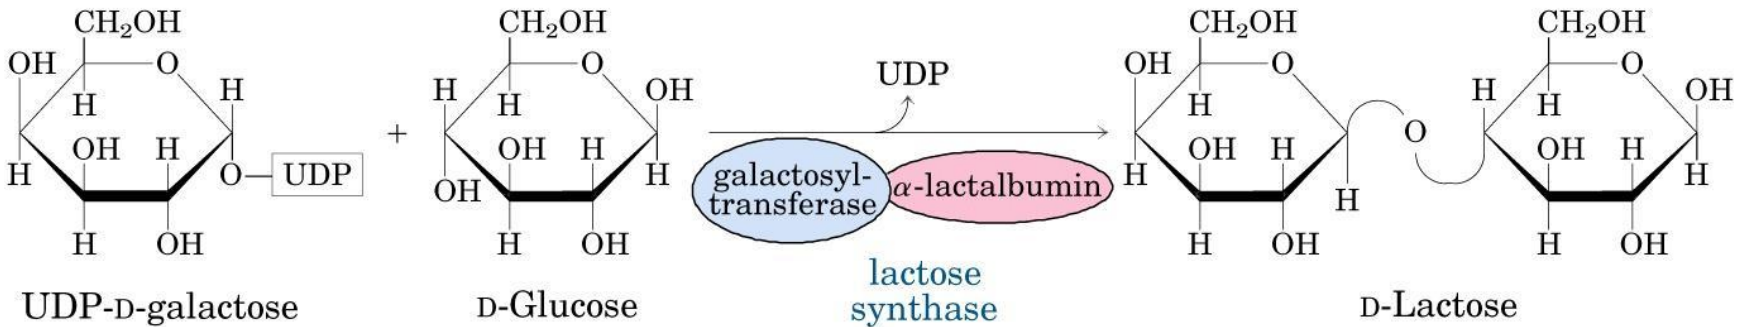 CH₂OH
OH
O
H
H
OH
H
H
O
UDP
H
OH
UDP-D-galactose
+
CH₂OH
H
O
OH
H
OH
H
OH
H
H
OH
D-Glucose
UDP
galactosyl-
transferase
α-lactalbumin
lactose
synthase
CH₂OH
OH
O
H
OH
H
H
H
H
OH
O
CH₂OH
H
O
OH
H
OH
H
H
H
OH
D-Lactose